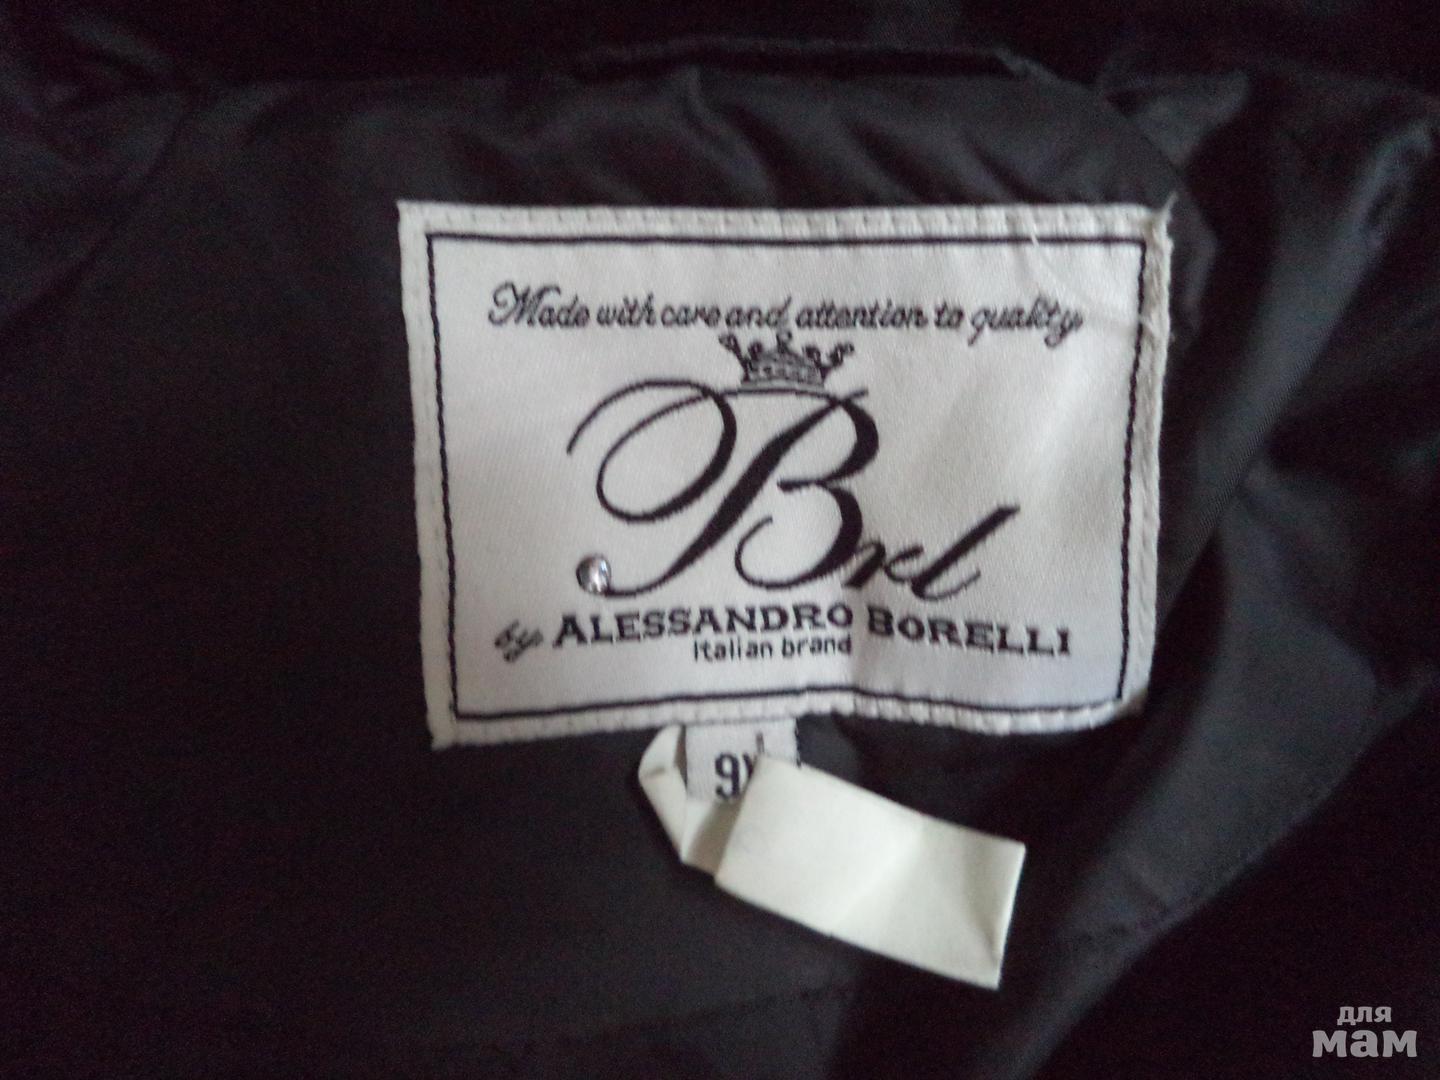 Made with care and attention to quality
Brl
by ALESSANDRO BORELLI
Italian brand
для
мам